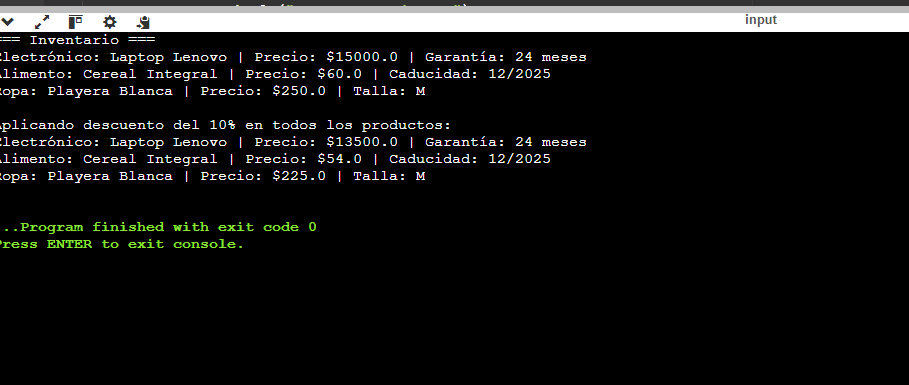 input
=== Inventario ===
lectrónico: Laptop Lenovo | Precio: $15000.0 | Garantía: 24 meses
limento: Cereal Integral | Precio: $60.0 | Caducidad: 12/2025
opa: Playera Blanca | Precio: $250.0 | Talla: M
plicando descuento del 10% en todos los productos:
lectrónico: Laptop Lenovo | Precio: $13500.0 | Garantía: 24 meses
limento: Cereal Integral | Precio: $54.0 | Caducidad: 12/2025
opa: Playera Blanca | Precio: $225.0 | Talla: M
...Program finished with exit code 0
Press ENTER to exit console.